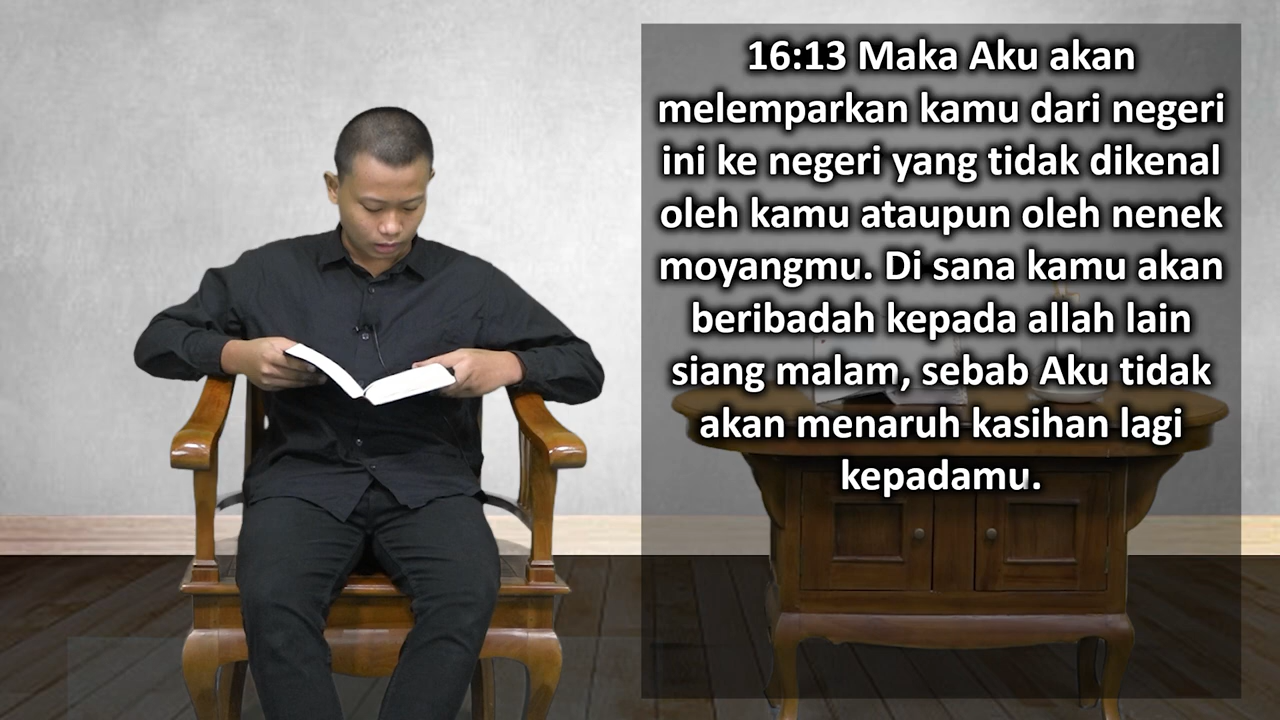 16:13 Maka Aku akan
melemparkan kamu dari negeri
ini ke negeri yang tidak dikenal
oleh kamu ataupun oleh nenek
moyangmu. Di sana kamu akan
beribadah kepada allah lain
siang malam, sebab Aku tidak
akan menaruh kasihan lagi
kepadamu.